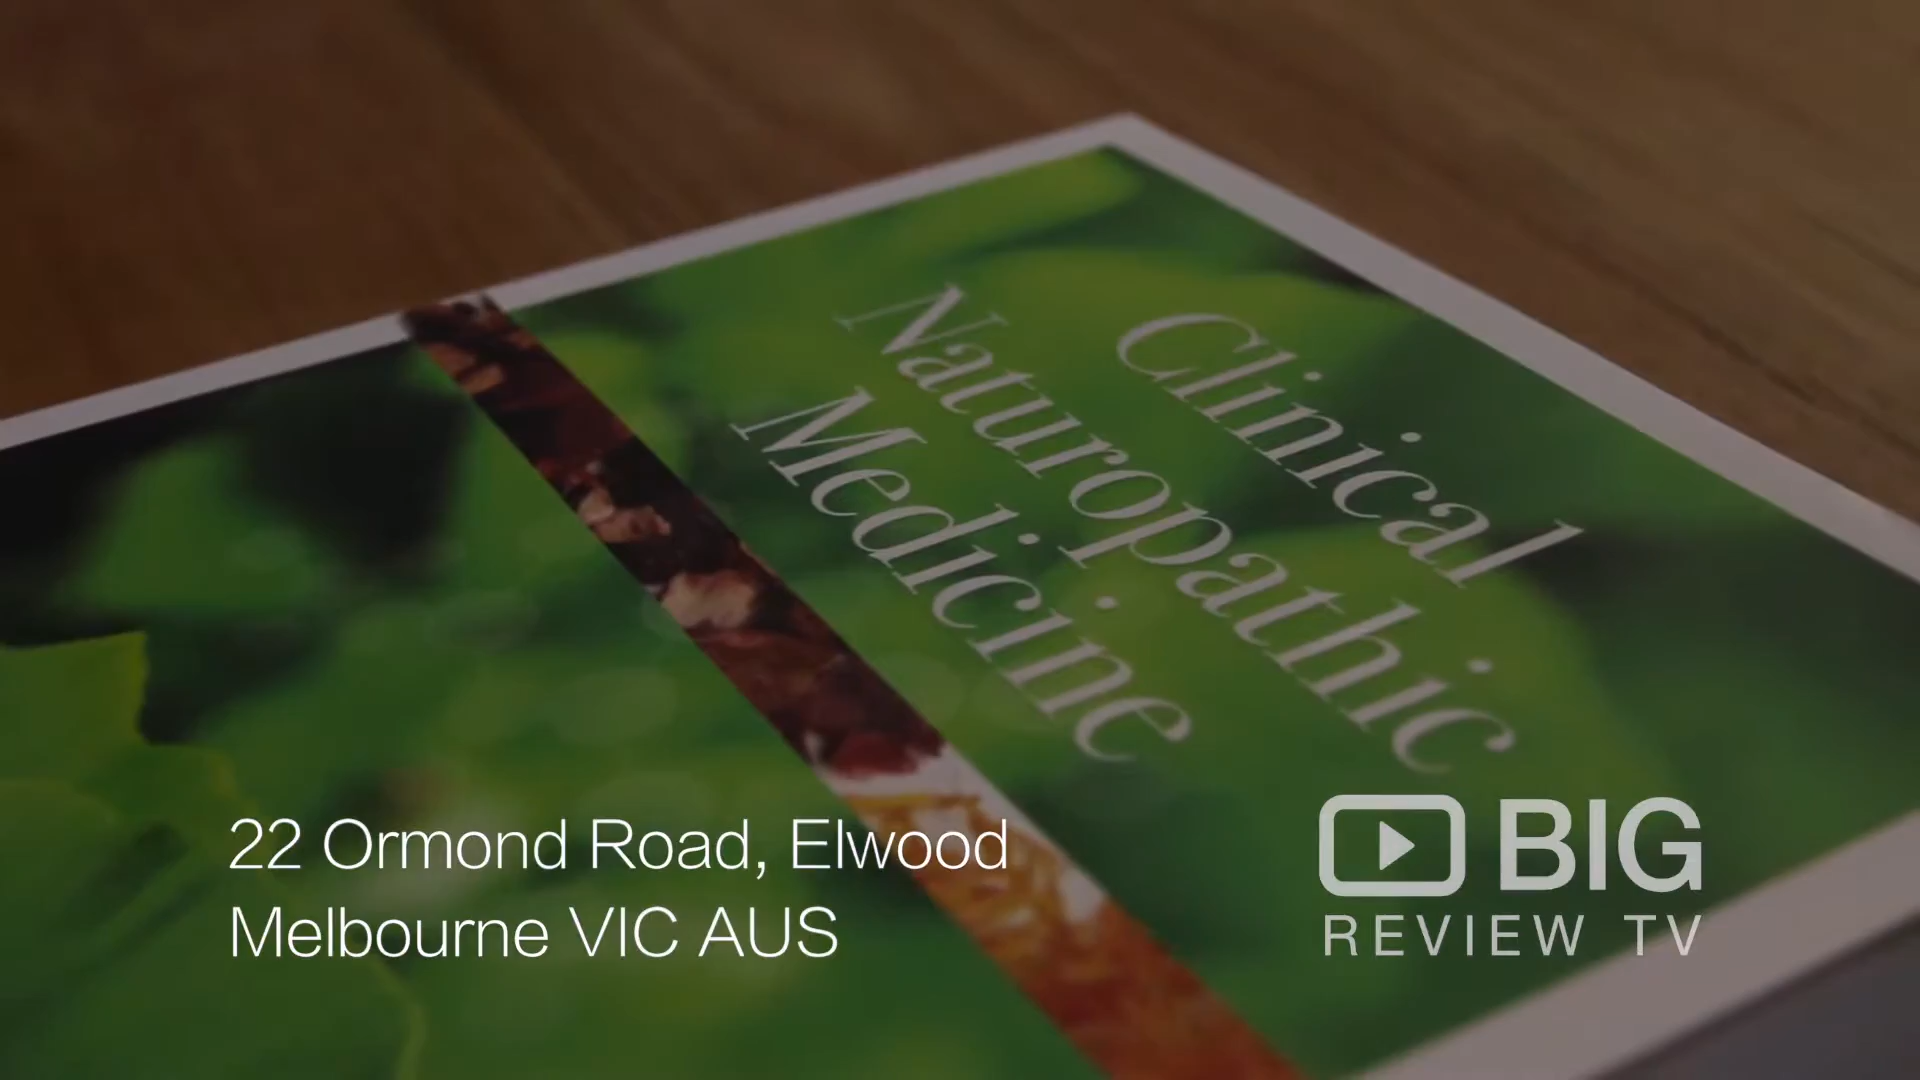 Clinical
Naturopathic
Medicine
22 Ormond Road, Elwood
Melbourne VIC AUS
BIG
REVIEW TV